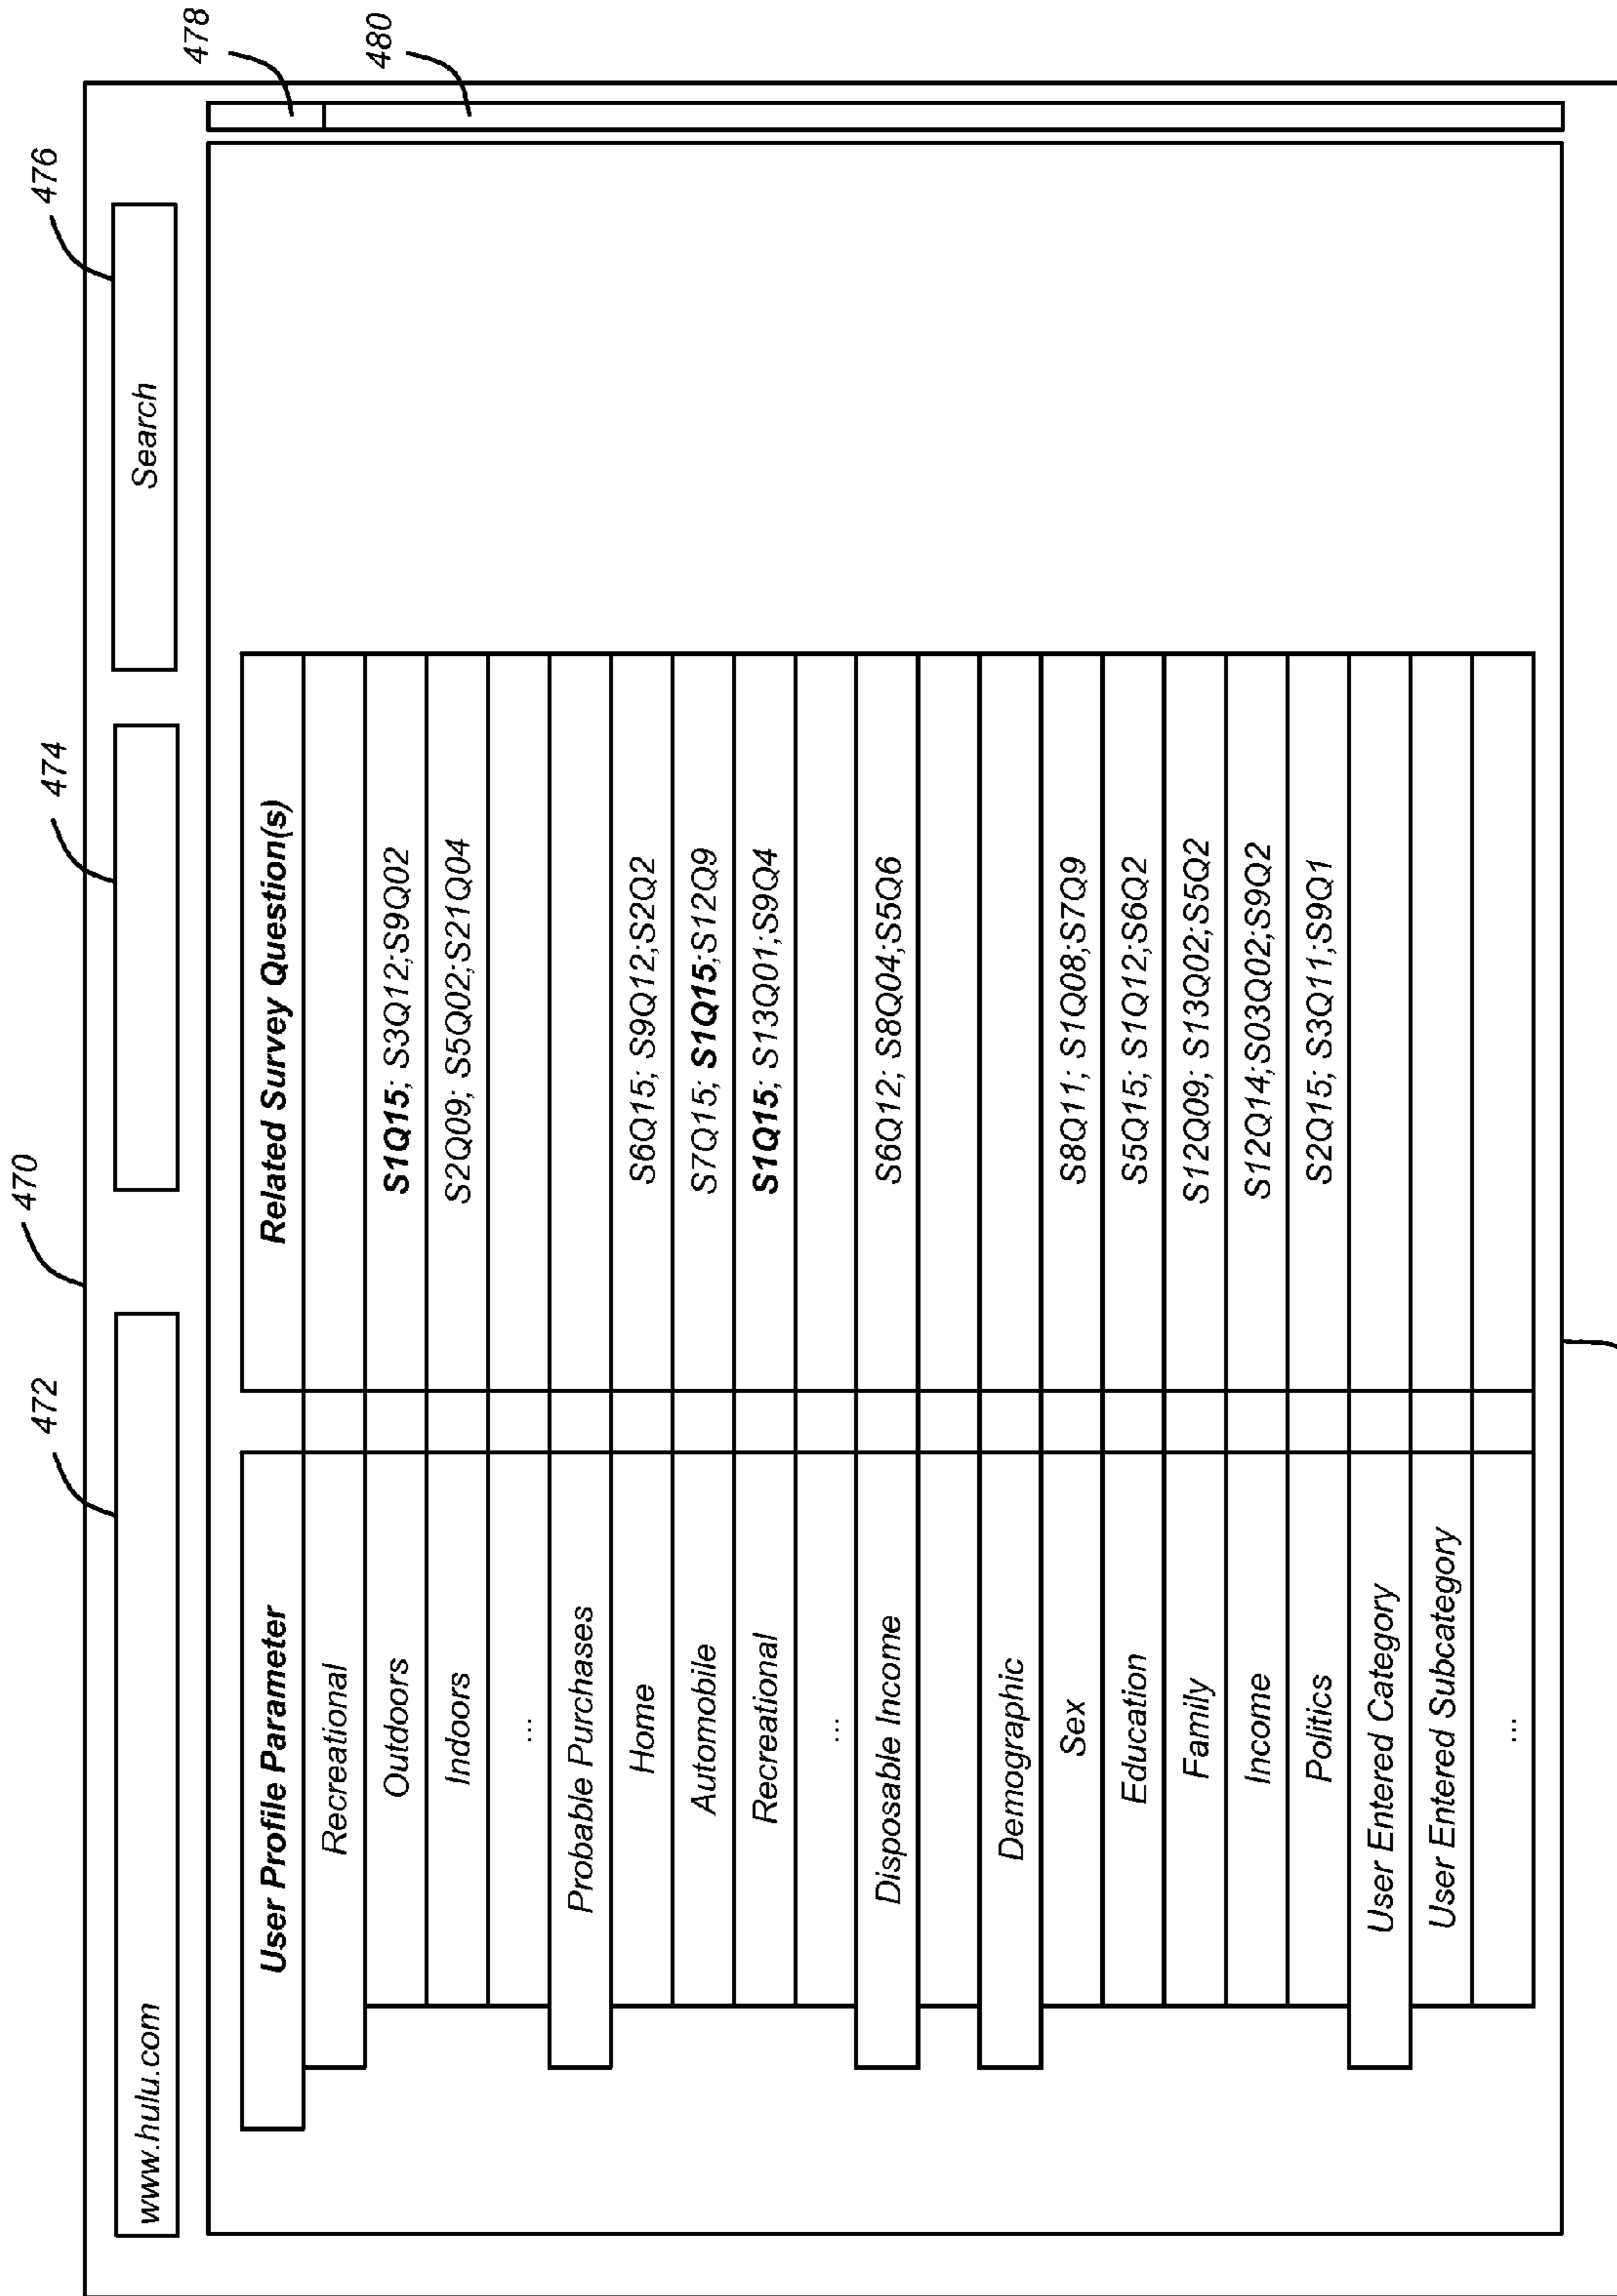 470
472
474
476
www.hulu.com
Search
478
480
User Profile Parameter Related Survey Question(s)
Recreational
Outdoors S1Q15; S3Q12;S9Q02
Indoors S2Q09; S5Q02;S21Q04
...
Probable Purchases
Home S6Q15; S9Q12;S2Q2
Automobile S7Q15; S1Q15;S12Q9
Recreational S1Q15; S13Q01;S9Q4
...
Disposable Income S6Q12; S8Q04;S5Q6
Demographic
Sex S8Q11; S1Q08;S7Q9
Education S5Q15; S1Q12;S6Q2
Family S12Q09; S13Q02;S5Q2
Income S12Q14;S03Q02;S9Q2
Politics S2Q15; S3Q11;S9Q1
User Entered Category
User Entered Subcategory
...